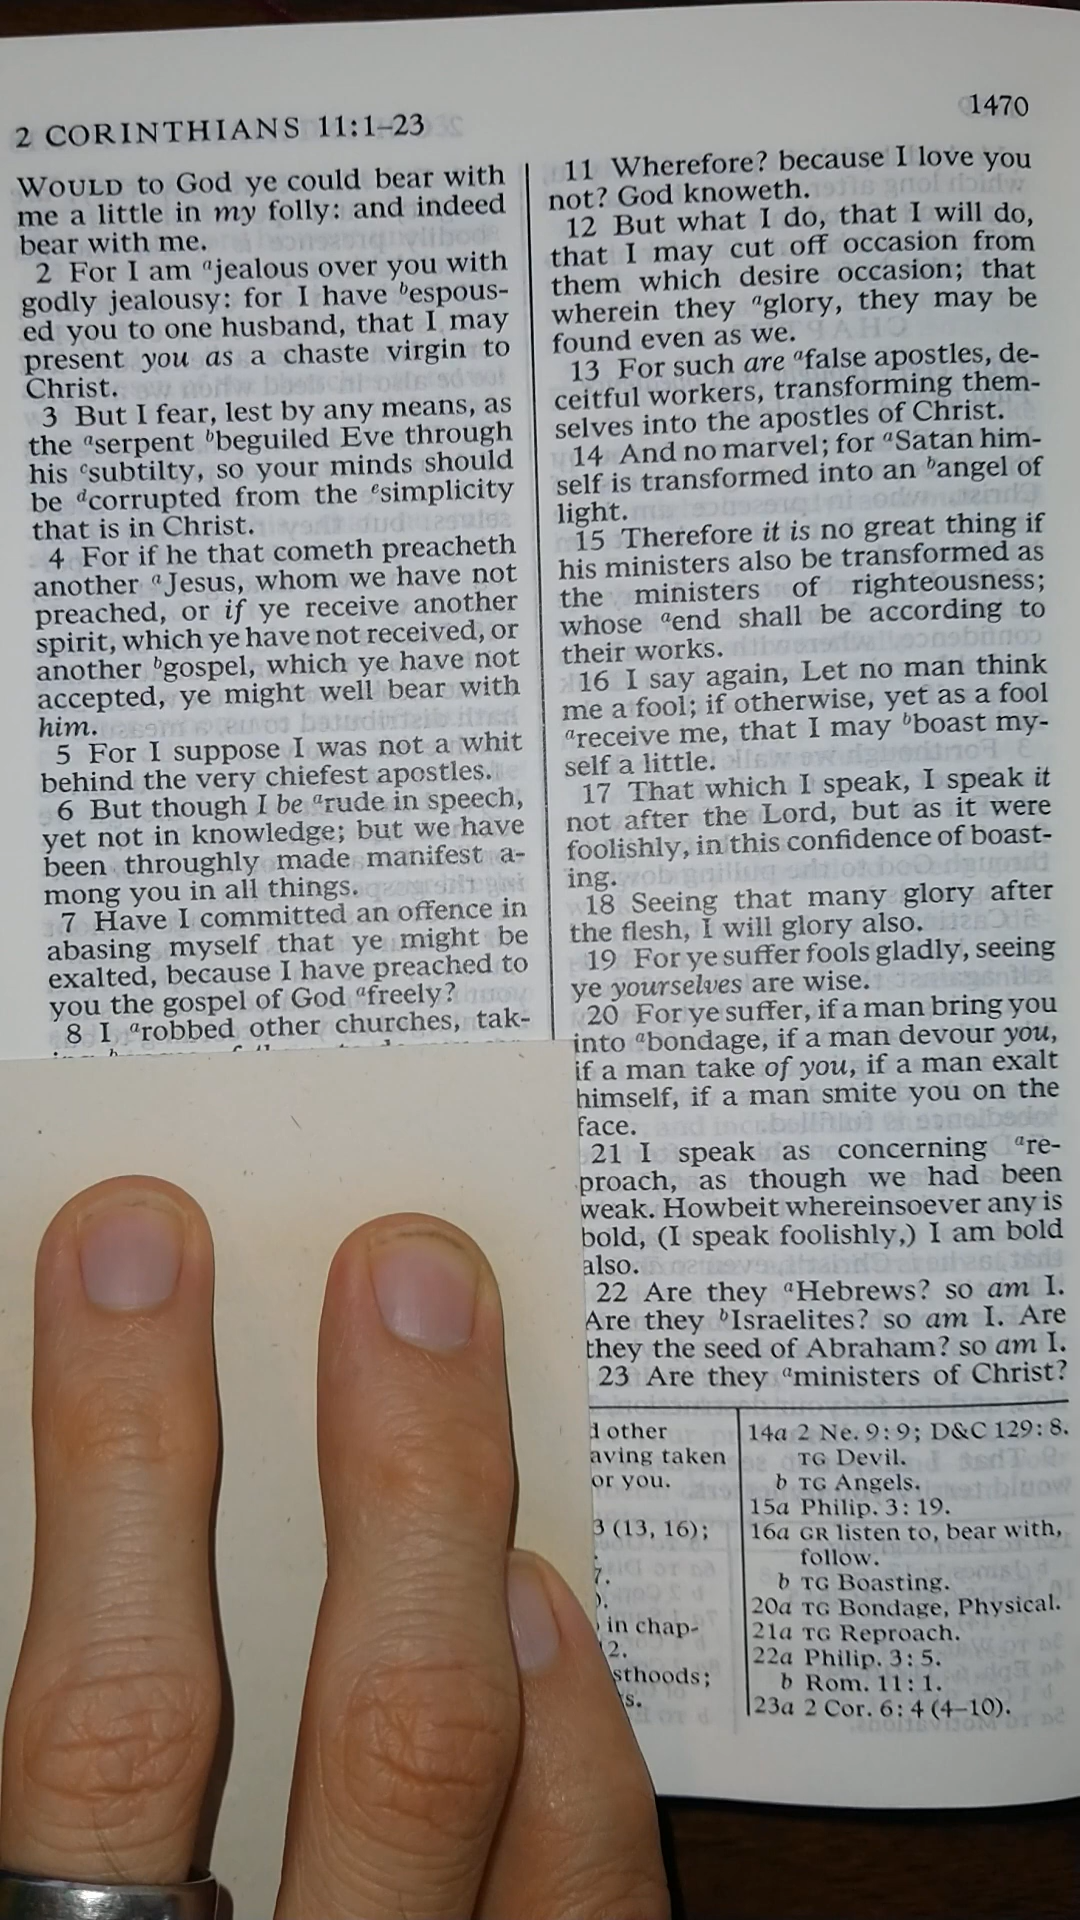 2 CORINTHIANS 11:1–23
1470
WOULD to God ye could bear with
me a little in my folly: and indeed
bear with me.
2 For I am ᵃjealous over you with
godly jealousy: for I have ᵇespous-
ed you to one husband, that I may
present you as a chaste virgin to
Christ.
3 But I fear, lest by any means, as
the ᵃserpent ᵇbeguiled Eve through
his ᶜsubtilty, so your minds should
be ᵈcorrupted from the ᵉsimplicity
that is in Christ.
4 For if he that cometh preacheth
another ᵃJesus, whom we have not
preached, or if ye receive another
spirit, which ye have not received, or
another ᵇgospel, which ye have not
accepted, ye might well bear with
him.
5 For I suppose I was not a whit
behind the very chiefest apostles.
6 But though I be ᵃrude in speech,
yet not in knowledge; but we have
been throughly made manifest a-
mong you in all things.
7 Have I committed an offence in
abasing myself that ye might be
exalted, because I have preached to
you the gospel of God ᵃfreely?
8 I ᵃrobbed other churches, tak-
11 Wherefore? because I love you
not? God knoweth.
12 But what I do, that I will do,
that I may cut off occasion from
them which desire occasion; that
wherein they ᵃglory, they may be
found even as we.
13 For such are ᵃfalse apostles, de-
ceitful workers, transforming them-
selves into the apostles of Christ.
14 And no marvel; for ᵃSatan him-
self is transformed into an ᵇangel of
light.
15 Therefore it is no great thing if
his ministers also be transformed as
the ministers of righteousness;
whose ᵃend shall be according to
their works.
16 I say again, Let no man think
me a fool; if otherwise, yet as a fool
ᵃreceive me, that I may ᵇboast my-
self a little.
17 That which I speak, I speak it
not after the Lord, but as it were
foolishly, in this confidence of boast-
ing.
18 Seeing that many glory after
the flesh, I will glory also.
19 For ye suffer fools gladly, seeing
ye yourselves are wise.
20 For ye suffer, if a man bring you
into ᵃbondage, if a man devour you,
if a man take of you, if a man exalt
himself, if a man smite you on the
face.
21 I speak as concerning ᵃre-
proach, as though we had been
weak. Howbeit whereinsoever any is
bold, (I speak foolishly,) I am bold
also.
22 Are they ᵃHebrews? so am I.
Are they ᵇIsraelites? so am I. Are
they the seed of Abraham? so am I.
23 Are they ᵃministers of Christ?
other
aving taken
or you.
3 (13, 16);
7.
in chap-
2.
sthoods;
s.
14a 2 Ne. 9: 9; D&C 129: 8.
TG Devil.
b TG Angels.
15a Philip. 3: 19.
16a GR listen to, bear with,
follow.
b TG Boasting.
20a TG Bondage, Physical.
21a TG Reproach.
22a Philip. 3: 5.
b Rom. 11: 1.
23a 2 Cor. 6: 4 (4–10).